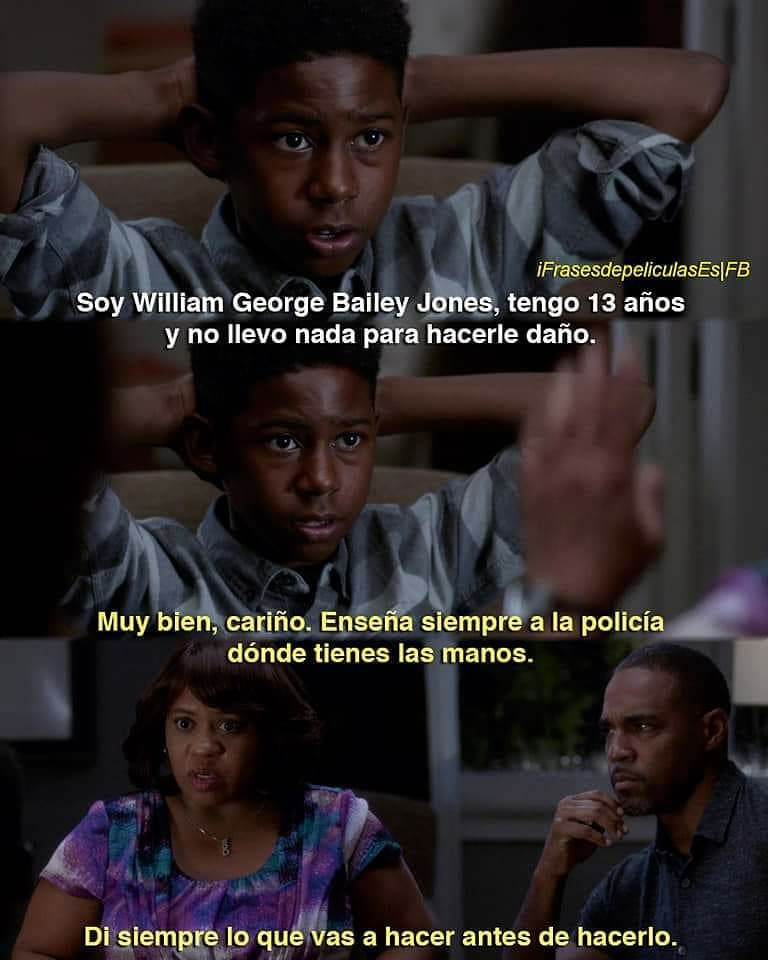 iFrasesdepeliculasEs|FB
Soy William George Bailey Jones, tengo 13 años
y no llevo nada para hacerle daño.
Muy bien, cariño. Enseña siempre a la policía
dónde tienes las manos.
Di siempre lo que vas a hacer antes de hacerlo.